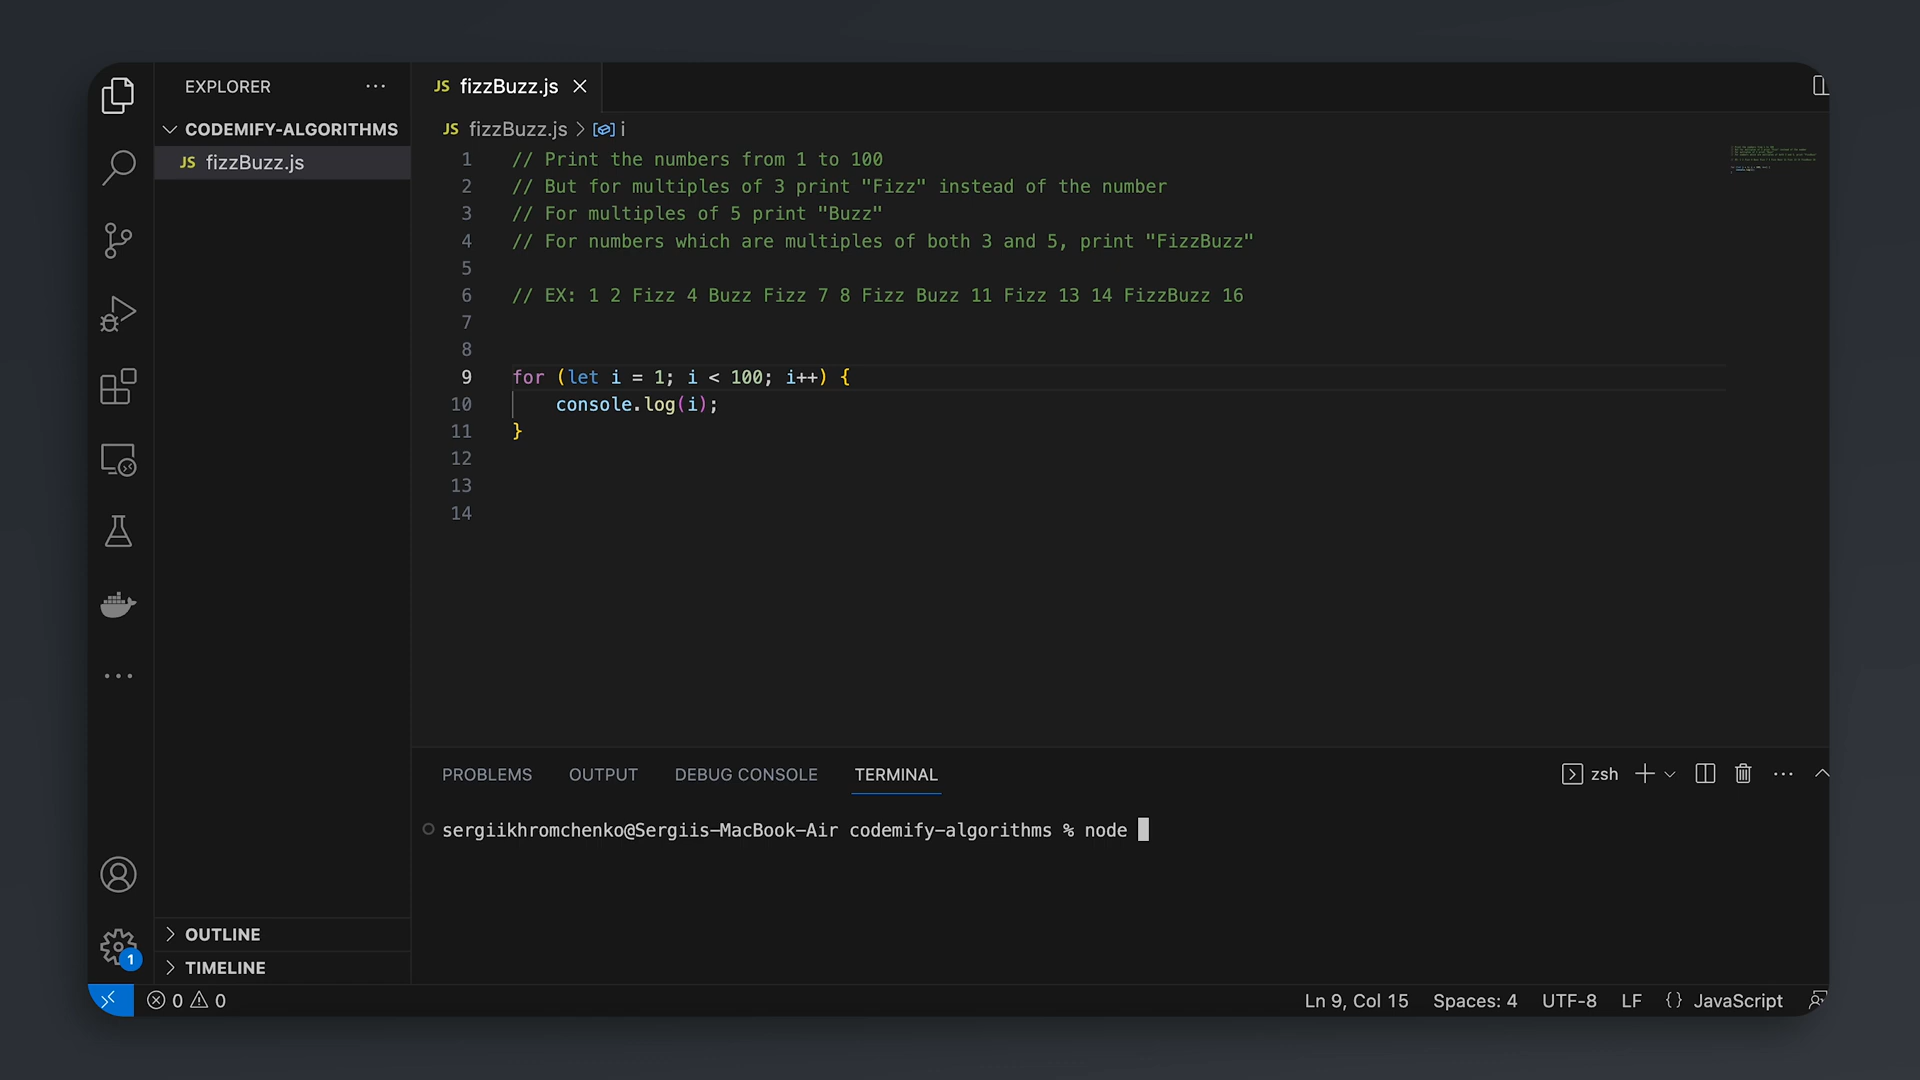 EXPLORER
CODEMIFY-ALGORITHMS
JS fizzBuzz.js
OUTLINE
TIMELINE
1
JS fizzBuzz.js
JS fizzBuzz.js > i
1 // Print the numbers from 1 to 100
2 // But for multiples of 3 print "Fizz" instead of the number
3 // For multiples of 5 print "Buzz"
4 // For numbers which are multiples of both 3 and 5, print "FizzBuzz"
5
6 // EX: 1 2 Fizz 4 Buzz Fizz 7 8 Fizz Buzz 11 Fizz 13 14 FizzBuzz 16
7
8
9 for (let i = 1; i < 100; i++) {
10 console.log(i);
11 }
12
13
14
PROBLEMS OUTPUT DEBUG CONSOLE TERMINAL zsh
sergiikhromchenko@Sergiis-MacBook-Air codemify-algorithms % node
0 0 Ln 9, Col 15 Spaces: 4 UTF-8 LF {} JavaScript